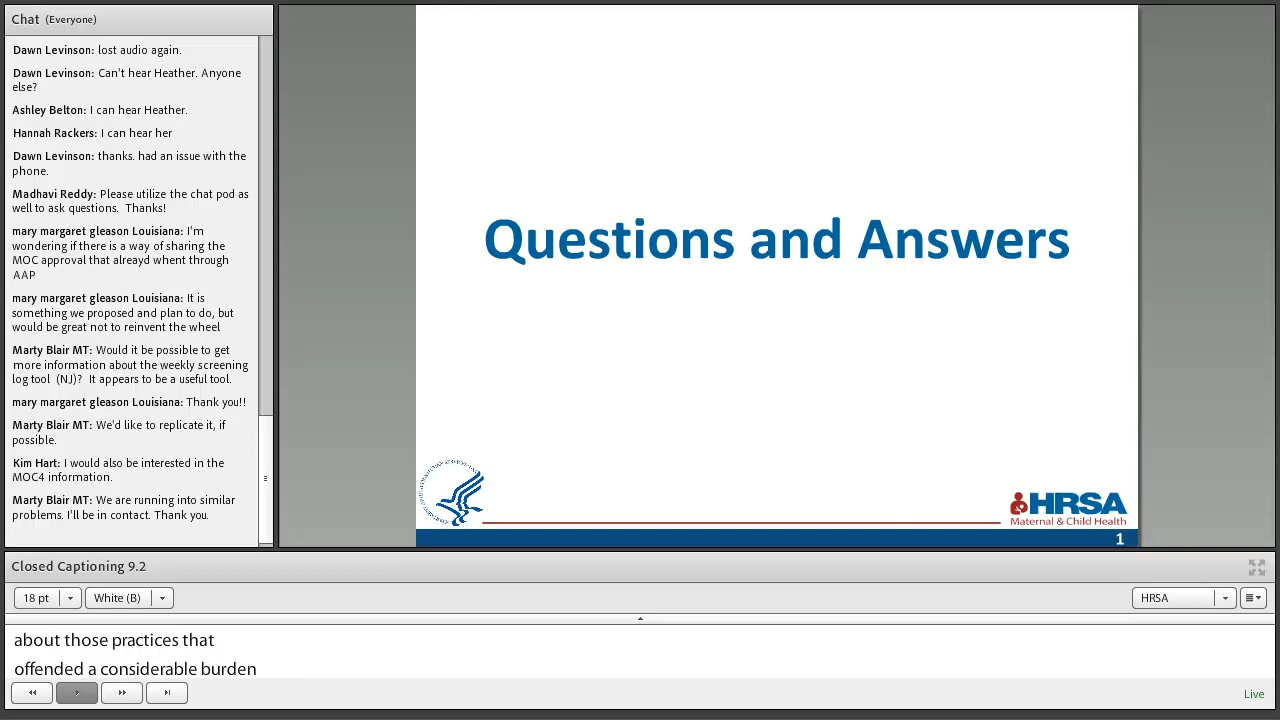 Chat (Everyone)
Dawn Levinson: lost audio again.
Dawn Levinson: Can't hear Heather. Anyone
else?
Ashley Belton: I can hear Heather.
Hannah Rackers: I can hear her
Dawn Levinson: thanks. had an issue with the
phone.
Madhavi Reddy: Please utilize the chat pod as
well to ask questions.  Thanks!
mary margaret gleason Louisiana: I'm
wondering if there is a way of sharing the
MOC approval that alreayd whent through
AAP
mary margaret gleason Louisiana: It is
something we proposed and plan to do, but
would be great not to reinvent the wheel
Marty Blair MT: Would it be possible to get
more information about the weekly screening
log tool  (NJ)?  It appears to be a useful tool.
mary margaret gleason Louisiana: Thank you!!
Marty Blair MT: We'd like to replicate it, if
possible.
Kim Hart: I would also be interested in the
MOC4 information.
Marty Blair MT: We are running into similar
problems. I'll be in contact. Thank you.
Questions and Answers
HRSA
Maternal & Child Health
1
Closed Captioning 9.2
18 pt
White (B)
HRSA
about those practices that
offended a considerable burden
Live